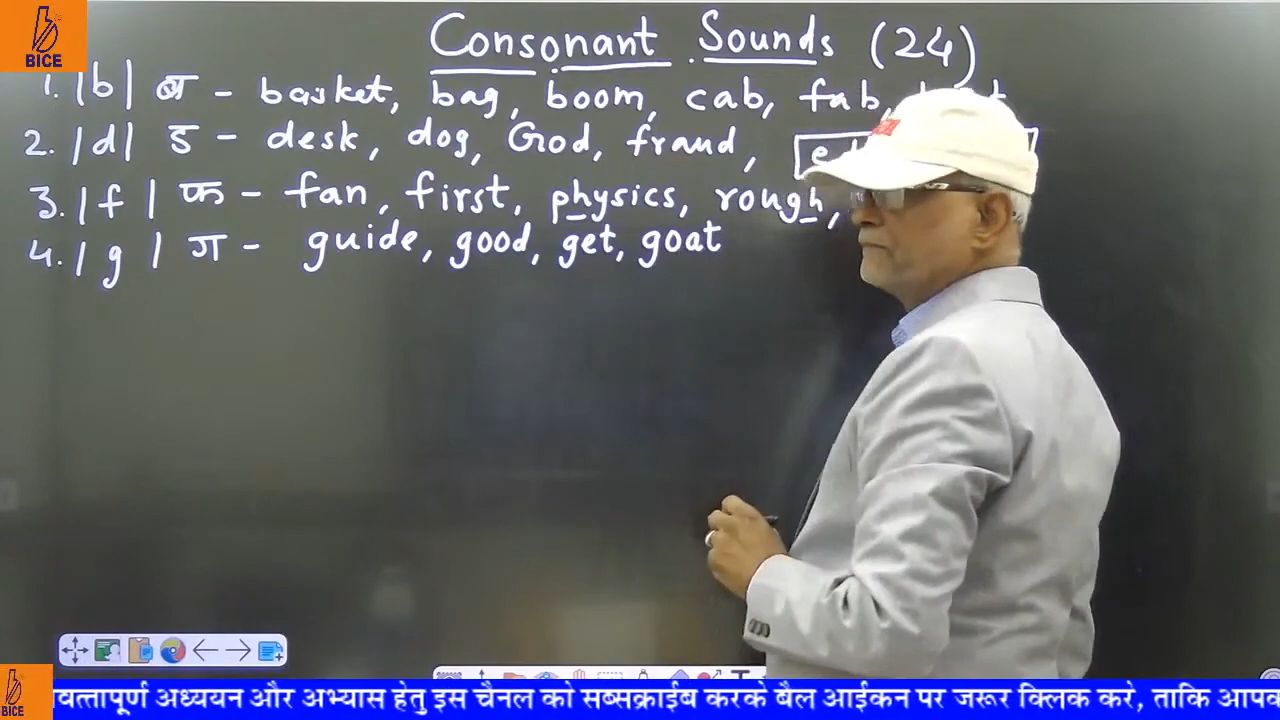 BICE
Consonant Sounds (24)
1. |b| ब - basket, bag, boom, cab, fab,
2. |d| ड - desk, dog, God, fraud,
3. |f| फ - fan, first, physics, rough,
4. |g| ग - guide, good, get, goat
BICE
वत्तापूर्ण अध्ययन और अभ्यास हेतु इस चैनल को सब्सक्राईब करके बैल आईकन पर जरूर क्लिक करे, ताकि आपक